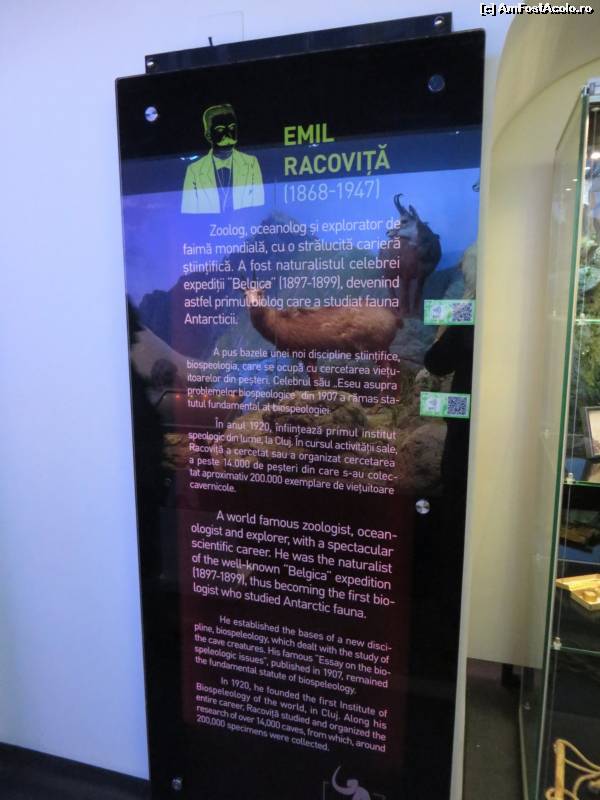 [c] AmFostAcolo.ro
EMIL
RACOVIȚĂ
(1868-1947)
Zoolog, oceanolog și explorator de
faimă mondială, cu o strălucită carieră
științifică. A fost naturalistul celebrei
expediții "Belgica" (1897-1899), devenind
astfel primul biolog care a studiat fauna
Antarcticii.
A pus bazele unei noi discipline științifice,
biospeologia, care se ocupă cu cercetarea viețu-
itoarelor din peșteri. Celebrul său „Eseu asupra
problemelor biospeologice" din 1907 a rămas sta-
tutul fundamental al biospeologiei.
În anul 1920, înființează primul institut
speologic din lume, la Cluj. În cursul activității sale,
Racoviță a cercetat sau a organizat cercetarea
a peste 14.000 de peșteri din care s-au colec-
tat aproximativ 200.000 exemplare de viețuitoare
cavernicole.
A world famous zoologist, ocean-
ologist and explorer, with a spectacular
scientific career. He was the naturalist
of the well-known "Belgica" expedition
(1897-1899), thus becoming the first bio-
logist who studied Antarctic fauna.
He established the bases of a new disci-
pline, biospeleology, which dealt with the study of
the cave creatures. His famous "Essay on the bio-
speleologic issues", published in 1907, remained
the fundamental statute of biospeleology.
In 1920, he founded the first Institute of
Biospeleology of the world, in Cluj. Along his
entire career, Racoviță studied and organized the
research of over 14,000 caves, from which, around
200,000 specimens were collected.